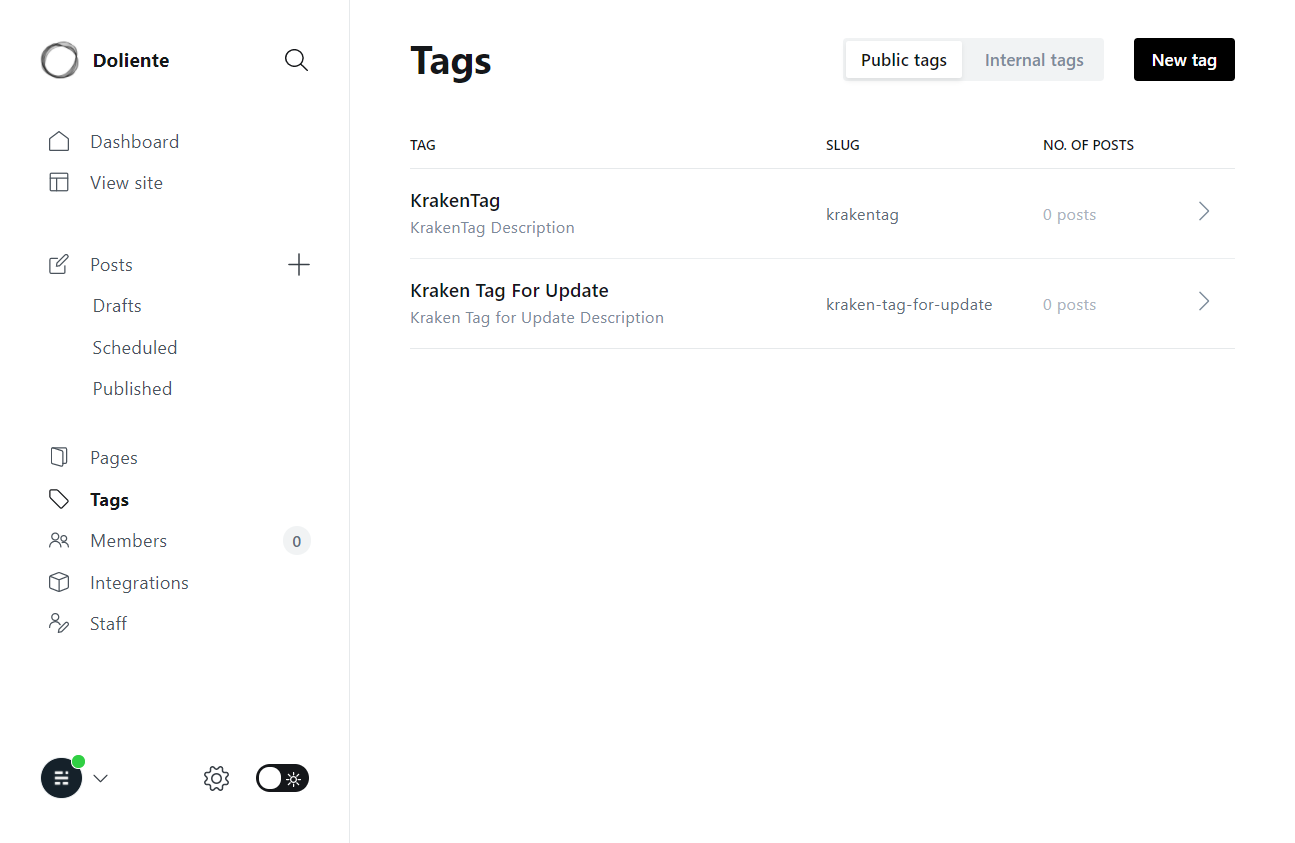 Doliente
Dashboard
View site
Posts
Drafts
Scheduled
Published
Pages
Tags
Members 0
Integrations
Staff
Tags
Public tags Internal tags New tag
TAG SLUG NO. OF POSTS
KrakenTag
KrakenTag Description
krakentag 0 posts
Kraken Tag For Update
Kraken Tag for Update Description
kraken-tag-for-update 0 posts